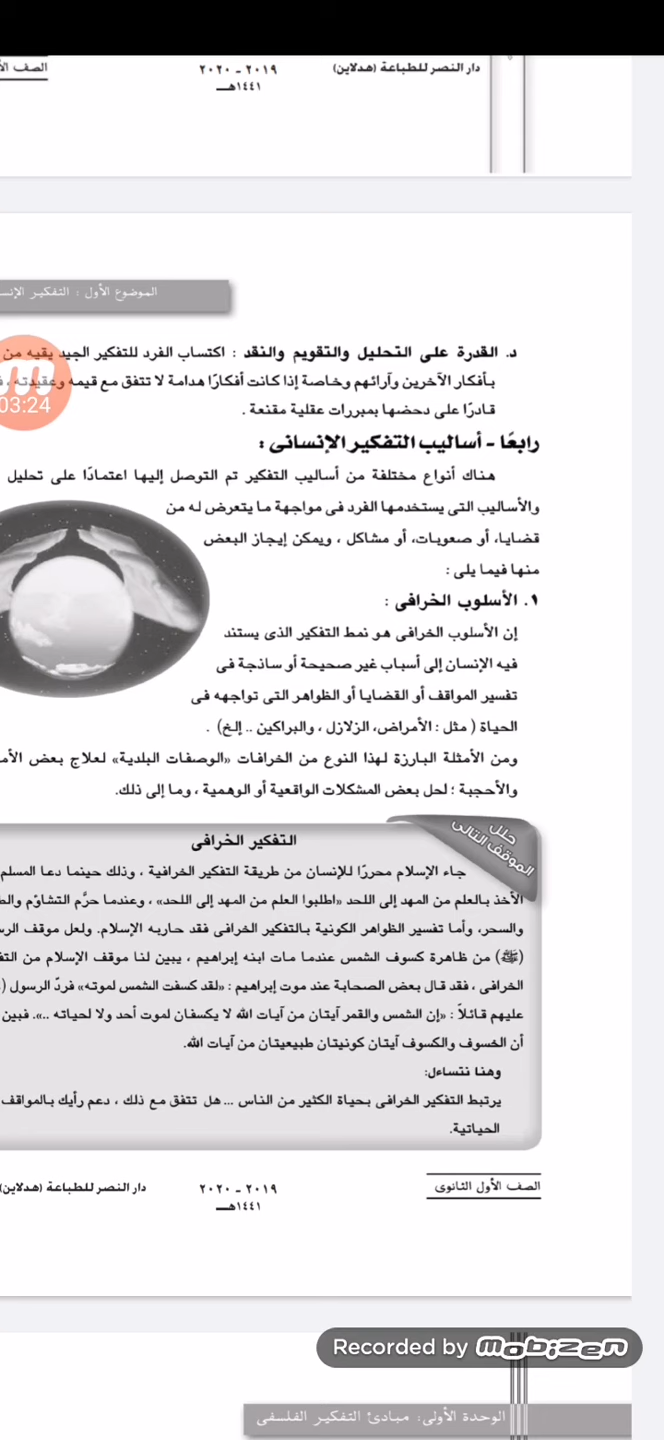 دار النصر للطباعة (هدلاين)
٢٠١٩ - ٢٠٢٠
١٤٤١هـ
الصف
الموضوع الأول : التفكير
د. القدرة على التحليل والتقويم والنقد : اكتساب الفرد للتفكير الجيد يقيه من
بأفكار الآخرين وآرائهم وخاصة إذا كانت أفكارًا هدامة لا تتفق مع قيمه وعقيدته ،
قادرًا على دحضها بمبررات عقلية مقنعة .
03:24
رابعًا - أساليب التفكير الإنسانى :
هناك أنواع مختلفة من أساليب التفكير تم التوصل إليها اعتمادًا على تحليل
والأساليب التى يستخدمها الفرد فى مواجهة ما يتعرض له من
قضايا، أو صعوبات، أو مشاكل ، ويمكن إيجاز البعض
منها فيما يلى :
١. الأسلوب الخرافى :
إن الأسلوب الخرافى هو نمط التفكير الذى يستند
فيه الإنسان إلى أسباب غير صحيحة أو ساذجة فى
تفسير المواقف أو القضايا أو الظواهر التى تواجهه فى
الحياة ( مثل : الأمراض، الزلازل ، والبراكين .. إلخ) .
ومن الأمثلة البارزة لهذا النوع من الخرافات «الوصفات البلدية» لعلاج بعض
والأحجبة ؛ لحل بعض المشكلات الواقعية أو الوهمية ، وما إلى ذلك.
حلل
الموقف التالى
التفكير الخرافى
جاء الإسلام محررًا للإنسان من طريقة التفكير الخرافية ، وذلك حينما دعا المسلم
الأخذ بالعلم من المهد إلى اللحد «اطلبوا العلم من المهد إلى اللحد» ، وعندما حرَّم التشاؤم
والسحر، وأما تفسير الظواهر الكونية بالتفكير الخرافى فقد حاربه الإسلام. ولعل موقف
(ﷺ) من ظاهرة كسوف الشمس عندما مات ابنه إبراهيم ، يبين لنا موقف الإسلام من
الخرافى ، فقد قال بعض الصحابة عند موت إبراهيم : «لقد كسفت الشمس لموته» فردّ الرسول (
عليهم قائلاً : «إن الشمس والقمر آيتان من آيات الله لا يكسفان لموت أحد ولا لحياته ..». فبين
أن الخسوف والكسوف آيتان كونيتان طبيعيتان من آيات الله.
وهنا نتساءل:
يرتبط التفكير الخرافى بحياة الكثير من الناس ... هل تتفق مع ذلك ، دعم رأيك بالمواقف
الحياتية.
الصف الأول الثانوى
٢٠١٩ - ٢٠٢٠
١٤٤١هـ
دار النصر للطباعة (هدلاين)
Recorded by mobizen
الوحدة الأولى: مبادئ التفكير الفلسفى